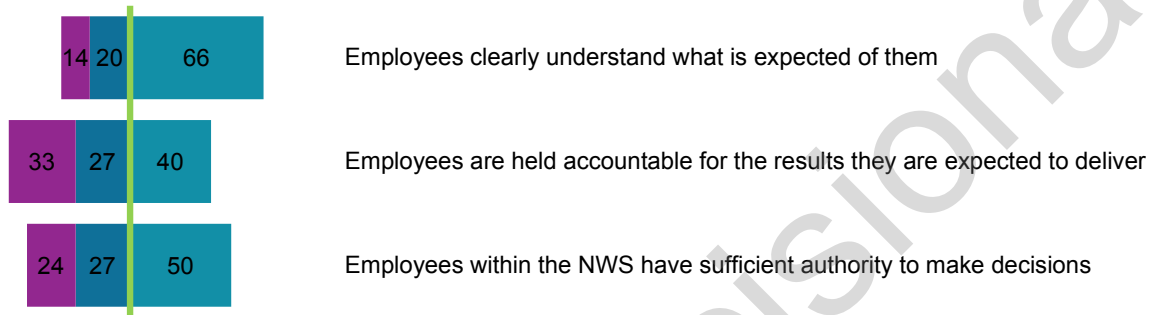 14 20 66 Employees clearly understand what is expected of them
33 27 40 Employees are held accountable for the results they are expected to deliver
24 27 50 Employees within the NWS have sufficient authority to make decisions